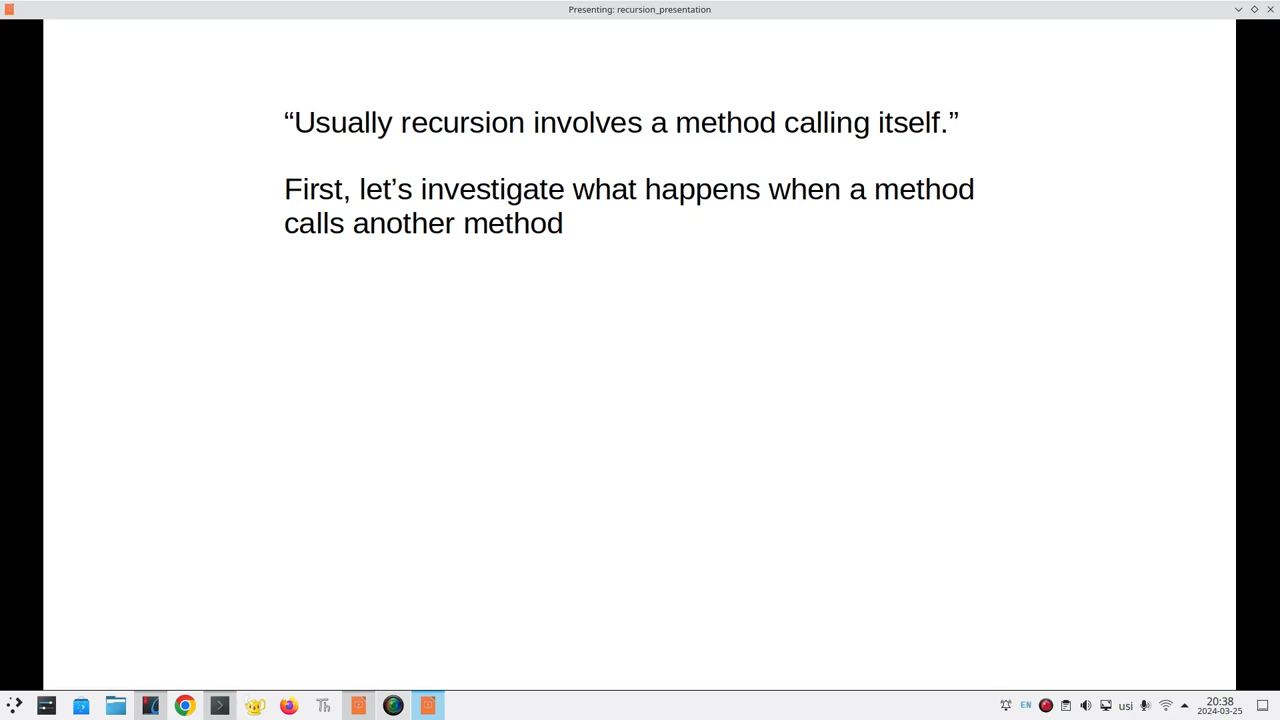 Presenting: recursion_presentation
“Usually recursion involves a method calling itself.”
First, let’s investigate what happens when a method
calls another method
Th
EN
usi
20:38
2024-03-25